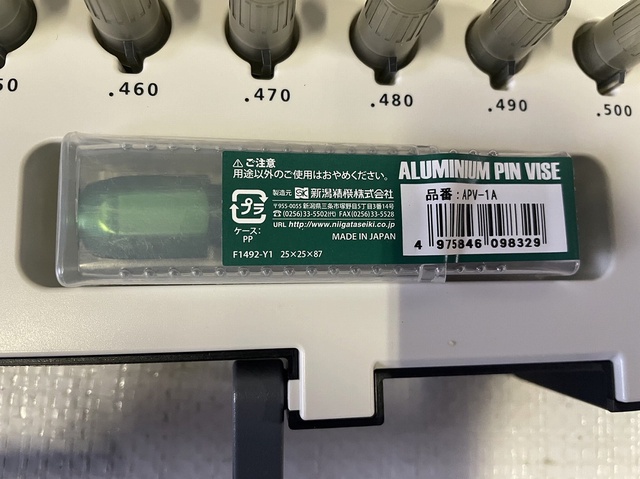 50
.460
.470
.480
.490
.500
⚠ご注意
用途以外のご使用はおやめください。
ALUMINIUM PIN VISE
プラ
ケース:
PP
製造元 SK 新潟精機株式会社
〒955-0055 新潟県三条市塚野目5丁目3番14号
☎(0256)33-5502(代) FAX(0256)33-5528
URL http://www.niigataseiki.co.jp
MADE IN JAPAN
F1492-Y1 25×25×87
品番:APV-1A
4 975846 098329